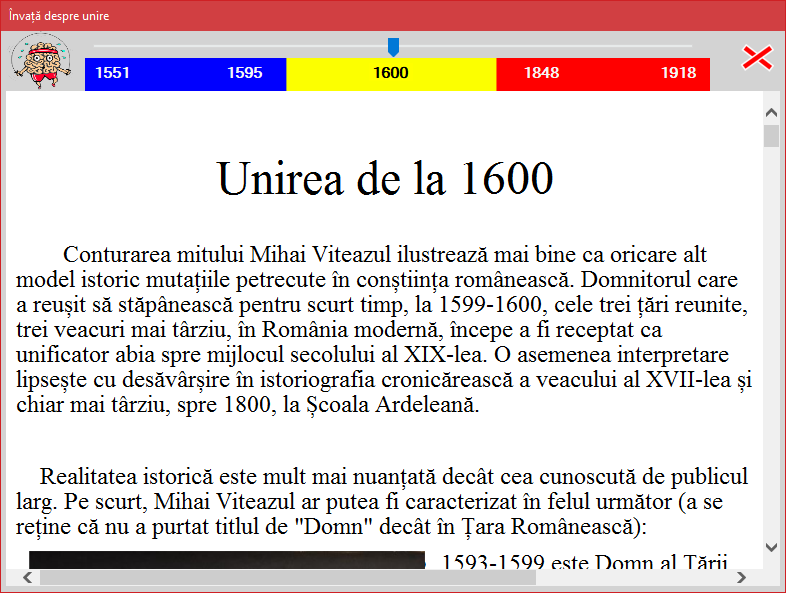 Învață despre unire
1551 1595 1600 1848 1918
Unirea de la 1600
Conturarea mitului Mihai Viteazul ilustrează mai bine ca oricare alt
model istoric mutațiile petrecute în conștiința românească. Domnitorul care
a reușit să stăpânească pentru scurt timp, la 1599-1600, cele trei țări reunite,
trei veacuri mai târziu, în România modernă, începe a fi receptat ca
unificator abia spre mijlocul secolului al XIX-lea. O asemenea interpretare
lipsește cu desăvârșire în istoriografia cronicărească a veacului al XVII-lea și
chiar mai târziu, spre 1800, la Școala Ardeleană.
Realitatea istorică este mult mai nuanțată decât cea cunoscută de publicul
larg. Pe scurt, Mihai Viteazul ar putea fi caracterizat în felul următor (a se
reține că nu a purtat titlul de "Domn" decât în Țara Românească):
1593-1599 este Domn al Țării